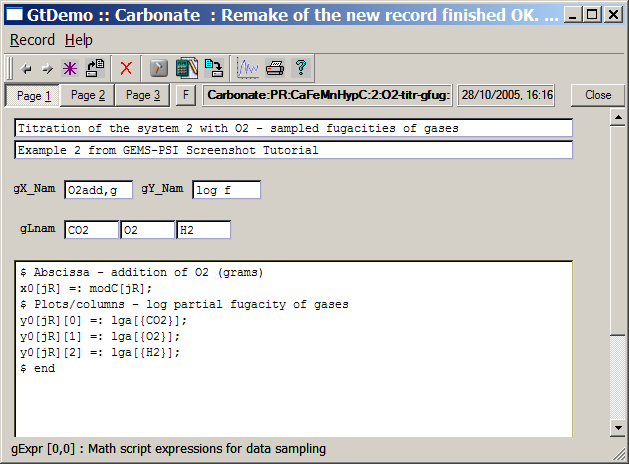 GtDemo :: Carbonate : Remake of the new record finished OK. ...
Record Help
Page 1 Page 2 Page 3 F Carbonate:PR:CaFeMnHypC:2:O2-titr-gfug: 28/10/2005, 16:16 Close
Titration of the system 2 with O2 - sampled fugacities of gases
Example 2 from GEMS-PSI Screenshot Tutorial
gX_Nam O2add,g gY_Nam log f
gLnam CO2 O2 H2
$ Abscissa - addition of O2 (grams)
x0[jR] =: modC[jR];
$ Plots/columns - log partial fugacity of gases
y0[jR][0] =: lga[{CO2}];
y0[jR][1] =: lga[{O2}];
y0[jR][2] =: lga[{H2}];
$ end
gExpr [0,0] : Math script expressions for data sampling